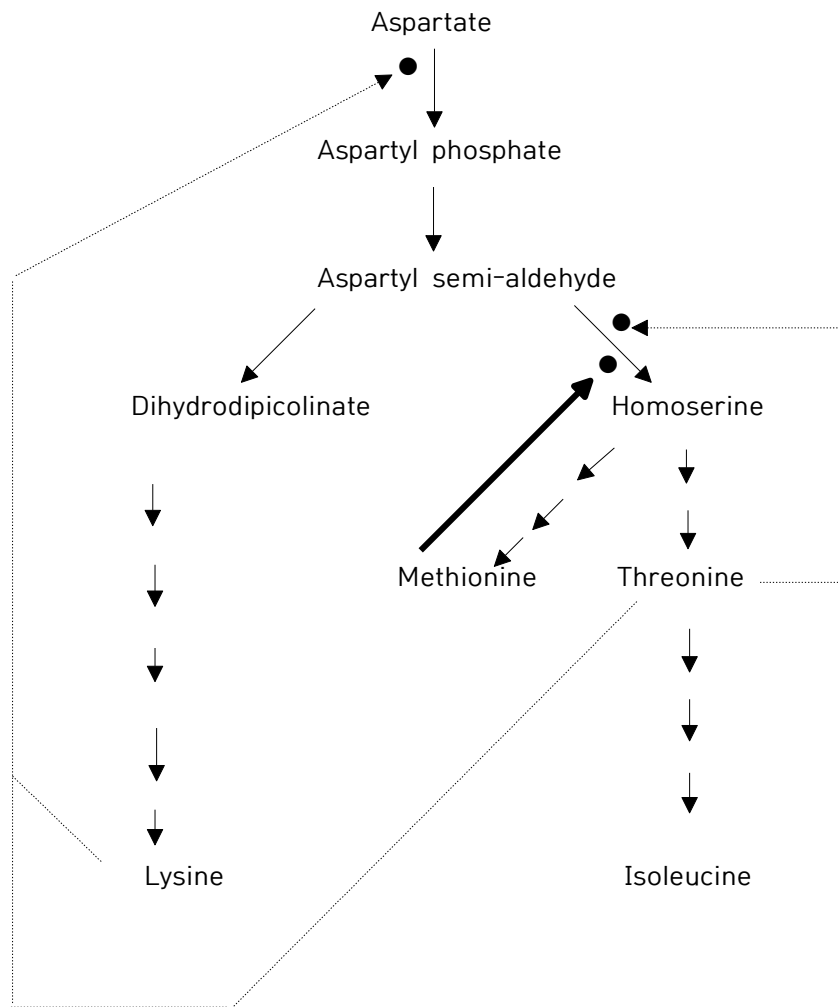 Aspartate
Aspartyl phosphate
Aspartyl semi-aldehyde
Dihydrodipicolinate
Homoserine
Methionine
Threonine
Lysine
Isoleucine